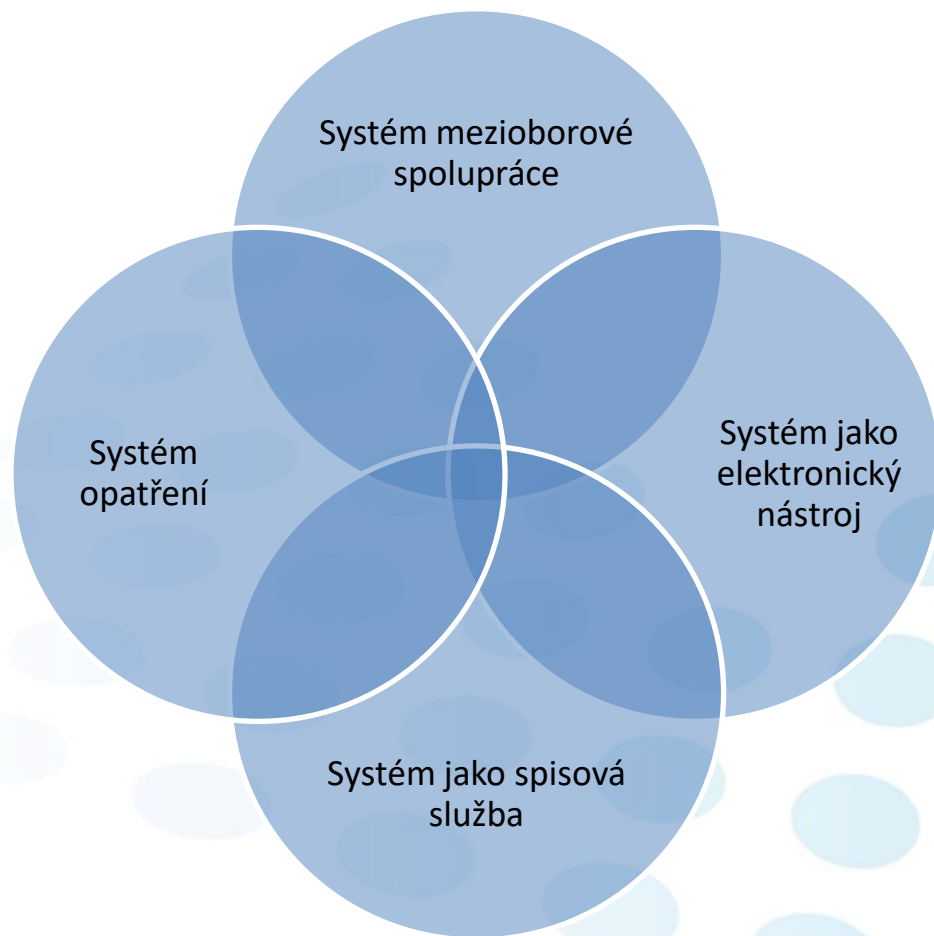 Systém mezioborové
spolupráce
Systém
opatření
Systém jako
elektronický
nástroj
Systém jako spisová
služba